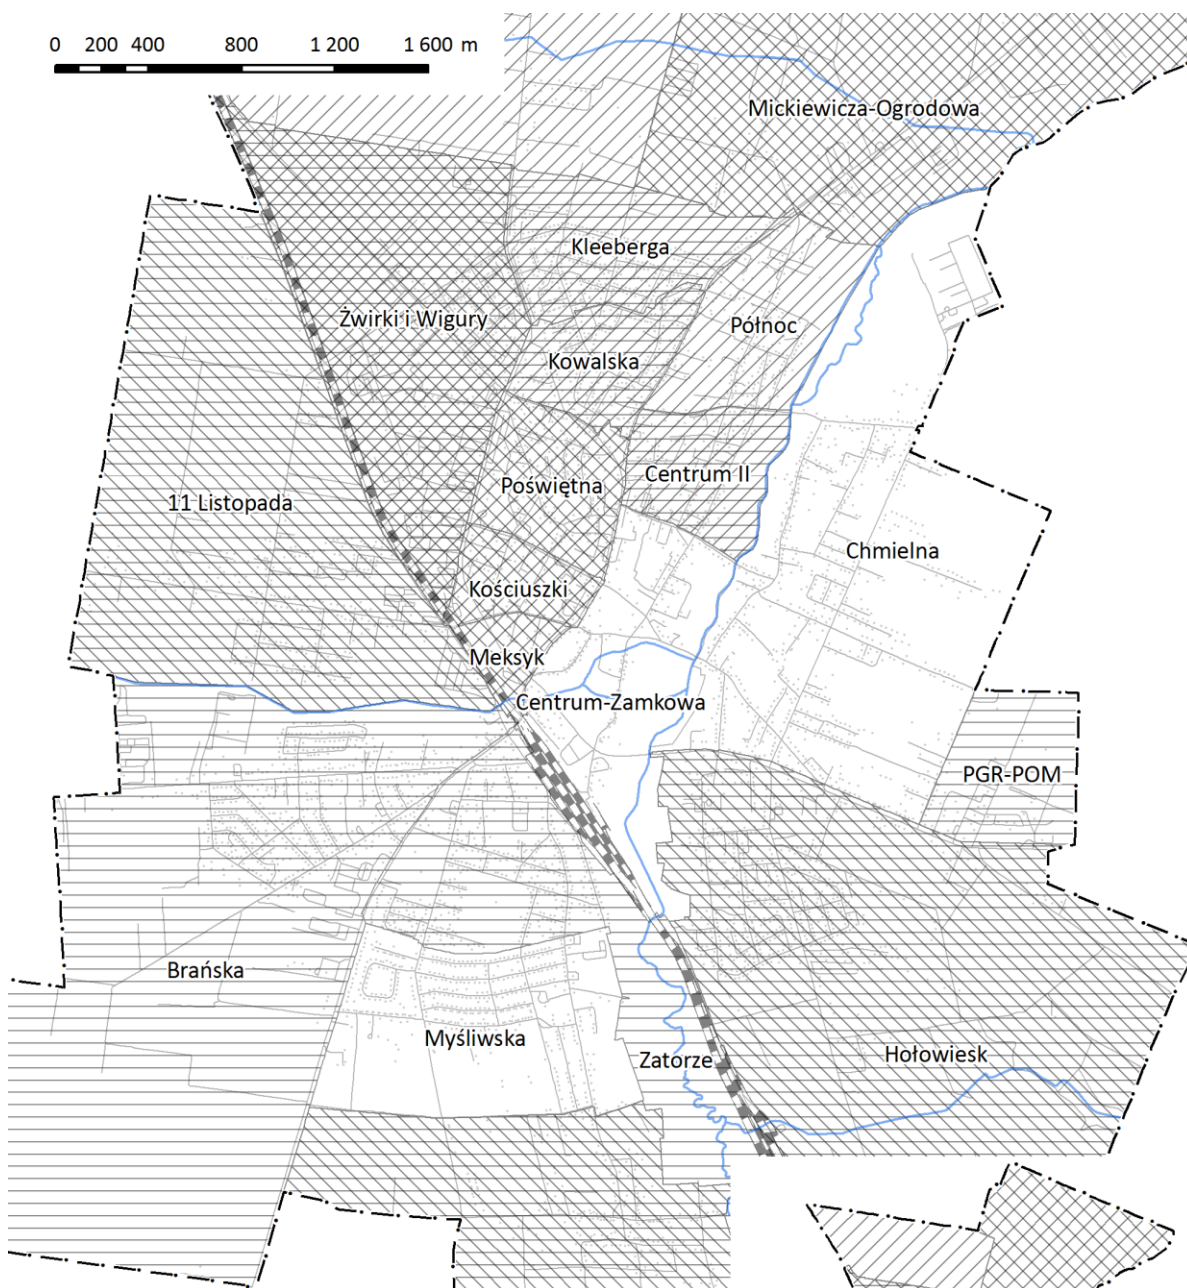 0 200 400 800 1 200 1 600 m
Mickiewicza-Ogrodowa
Kleeberga
Żwirki i Wigury
Północ
Kowalska
Centrum II
Poświętna
11 Listopada
Chmielna
Kościuszki
Meksyk
Centrum-Zamkowa
PGR-POM
Brańska
Myśliwska
Zatorze
Hołowiesk